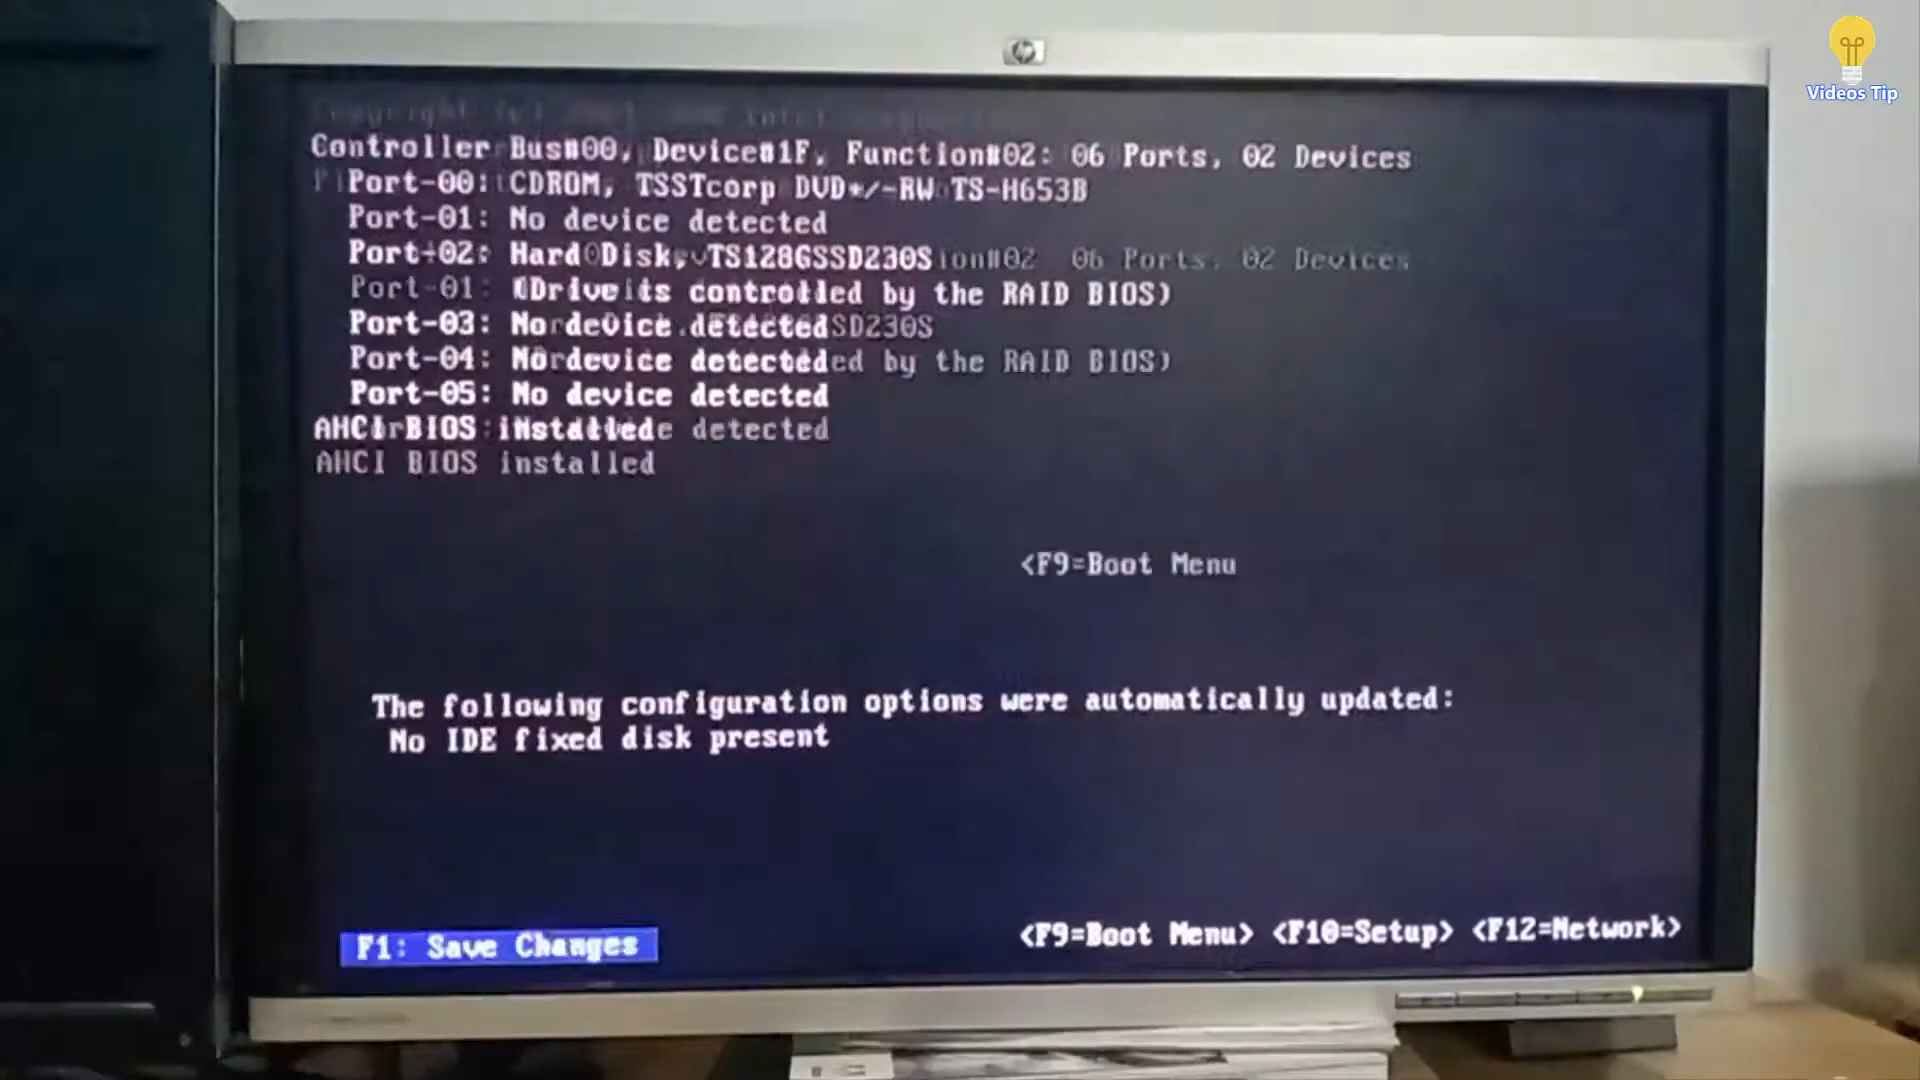 Videos Tip
hp
Controller Bus#00, Device#1F, Function#02: 06 Ports, 02 Devices
Port-00: CDROM, TSSTcorp DVD+/-RW TS-H653B
Port-01: No device detected
Port-02: Hard Disk, TS128GSSD230S
(Drive is controlled by the RAID BIOS)
Port-03: No device detected
Port-04: No device detected
Port-05: No device detected
AHCI BIOS installed
AHCI BIOS installed
<F9=Boot Menu
The following configuration options were automatically updated:
No IDE fixed disk present
F1: Save Changes
<F9=Boot Menu> <F10=Setup> <F12=Network>